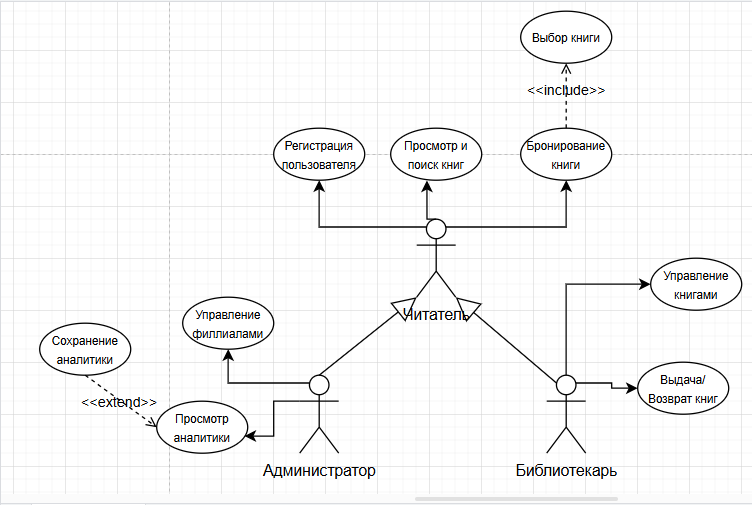 Выбор книги
<<include>>
Регистрация
пользователя
Просмотр и
поиск книг
Бронирование
книги
Читатель
Управление
книгами
Управление
филлиалами
Сохранение
аналитики
<<extend>>
Выдача/
Возврат книг
Просмотр
аналитики
Администратор
Библиотекарь